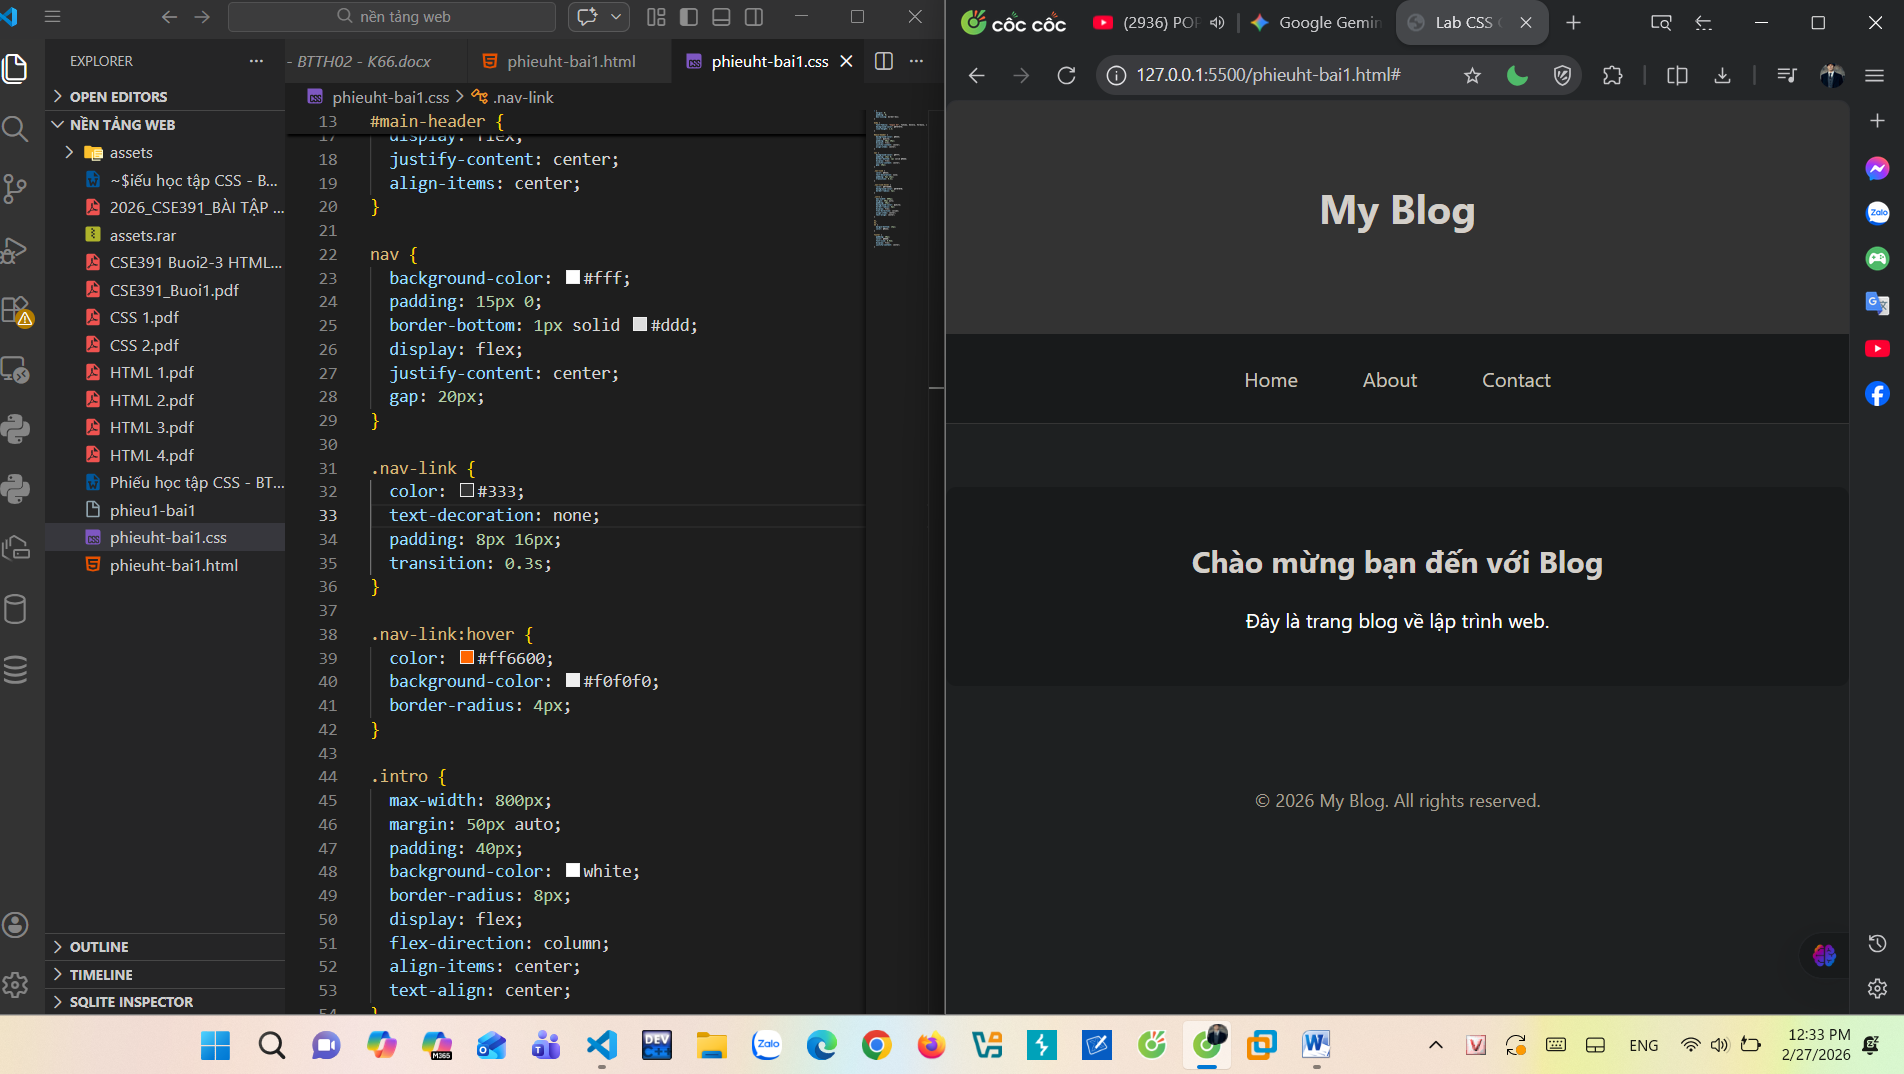 nền tảng web
EXPLORER
OPEN EDITORS
NỀN TẢNG WEB
assets
~$iếu học tập CSS - B...
2026_CSE391_BÀI TẬP ...
assets.rar
CSE391 Buoi2-3 HTML...
CSE391_Buoi1.pdf
CSS 1.pdf
CSS 2.pdf
HTML 1.pdf
HTML 2.pdf
HTML 3.pdf
HTML 4.pdf
Phiếu học tập CSS - BT...
phieu1-bai1
phieuht-bai1.css
phieuht-bai1.html
OUTLINE
TIMELINE
SQLITE INSPECTOR
- BTTH02 - K66.docx
phieuht-bai1.html
phieuht-bai1.css
phieuht-bai1.css > .nav-link
13 #main-header {
17 display: flex;
18 justify-content: center;
19 align-items: center;
20 }
21
22 nav {
23 background-color: #fff;
24 padding: 15px 0;
25 border-bottom: 1px solid #ddd;
26 display: flex;
27 justify-content: center;
28 gap: 20px;
29 }
30
31 .nav-link {
32 color: #333;
33 text-decoration: none;
34 padding: 8px 16px;
35 transition: 0.3s;
36 }
37
38 .nav-link:hover {
39 color: #ff6600;
40 background-color: #f0f0f0;
41 border-radius: 4px;
42 }
43
44 .intro {
45 max-width: 800px;
46 margin: 50px auto;
47 padding: 40px;
48 background-color: white;
49 border-radius: 8px;
50 display: flex;
51 flex-direction: column;
52 align-items: center;
53 text-align: center;
54 }
cốc cốc
(2936) POP
Google Gemin
Lab CSS
127.0.0.1:5500/phieuht-bai1.html#
My Blog
Home
About
Contact
Chào mừng bạn đến với Blog
Đây là trang blog về lập trình web.
© 2026 My Blog. All rights reserved.
Zalo
M365
DEV
Zalo
ENG
12:33 PM
2/27/2026